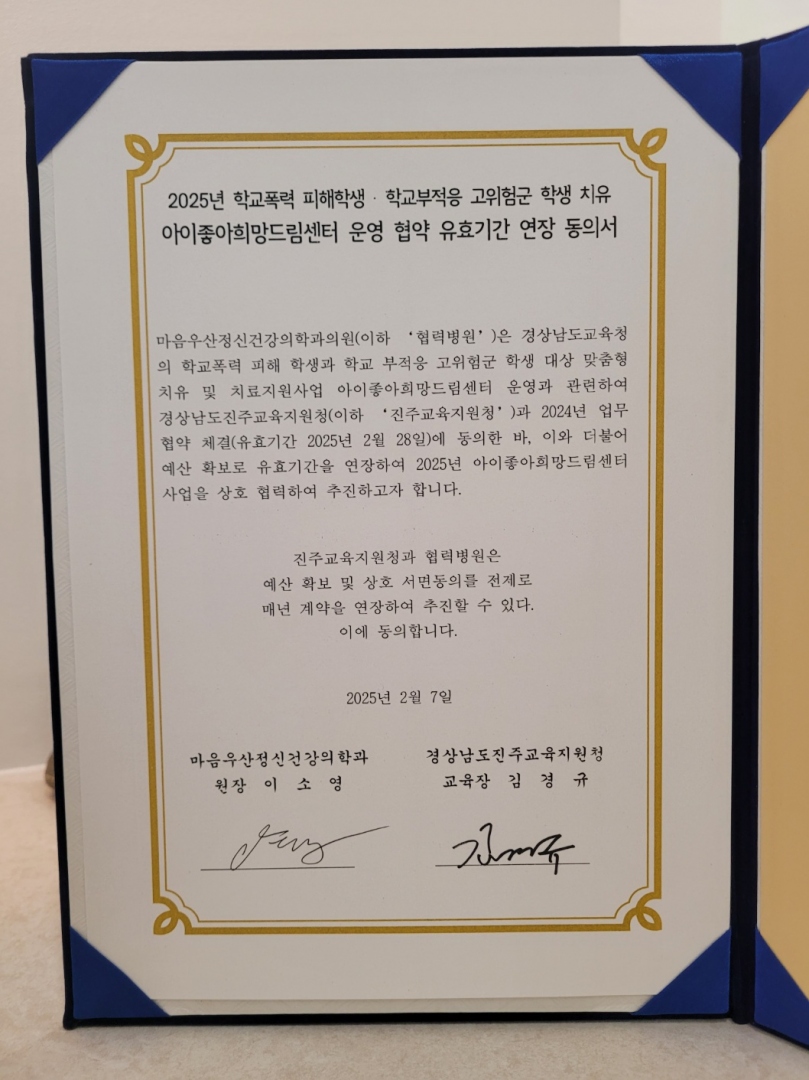 2025년 학교폭력 피해학생 · 학교부적응 고위험군 학생 치유
아이좋아희망드림센터 운영 협약 유효기간 연장 동의서
마음우산정신건강의학과의원(이하 ‘협력병원’)은 경상남도교육청
의 학교폭력 피해 학생과 학교 부적응 고위험군 학생 대상 맞춤형
치유 및 치료지원사업 아이좋아희망드림센터 운영과 관련하여
경상남도진주교육지원청(이하 ‘진주교육지원청’)과 2024년 업무
협약 체결(유효기간 2025년 2월 28일)에 동의한 바, 이와 더불어
예산 확보로 유효기간을 연장하여 2025년 아이좋아희망드림센터
사업을 상호 협력하여 추진하고자 합니다.
진주교육지원청과 협력병원은
예산 확보 및 상호 서면동의를 전제로
매년 계약을 연장하여 추진할 수 있다.
이에 동의합니다.
2025년 2월 7일
마음우산정신건강의학과
원장 이 소 영
경상남도진주교육지원청
교육장 김 경 규